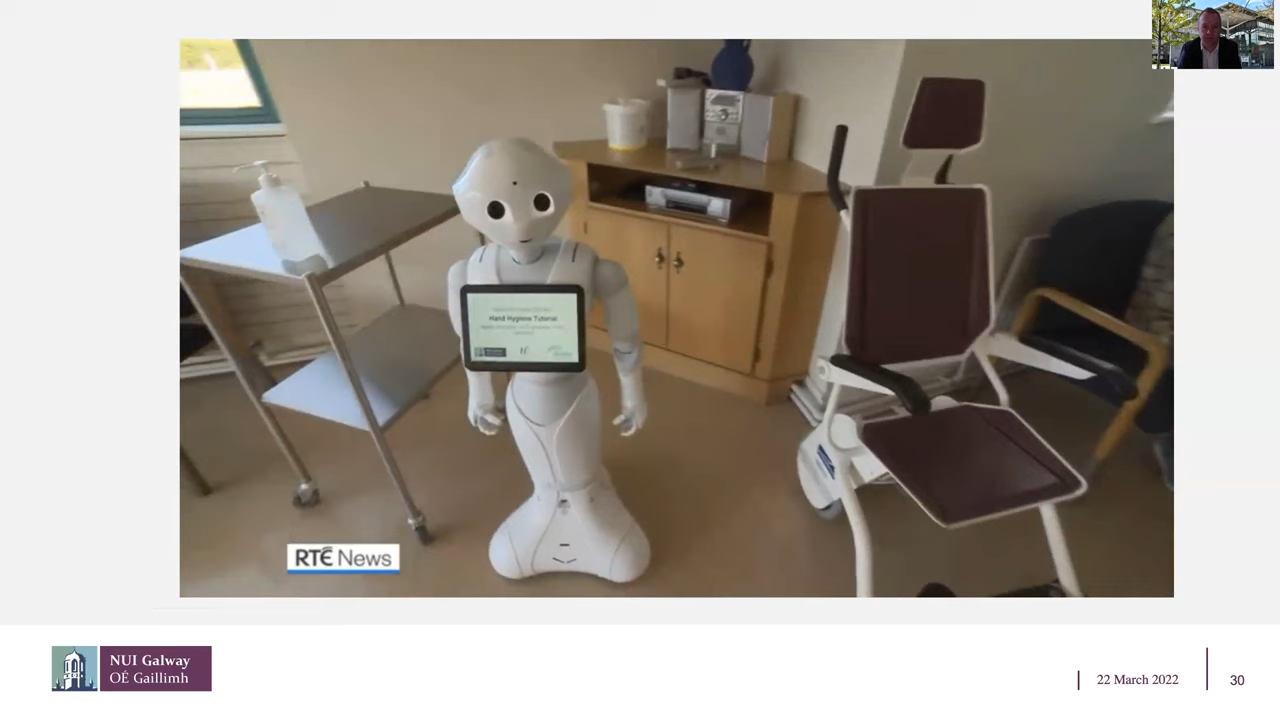 Hand Hygiene Tutorial
RTÉ News
NUI Galway
OÉ Gaillimh
22 March 2022
30